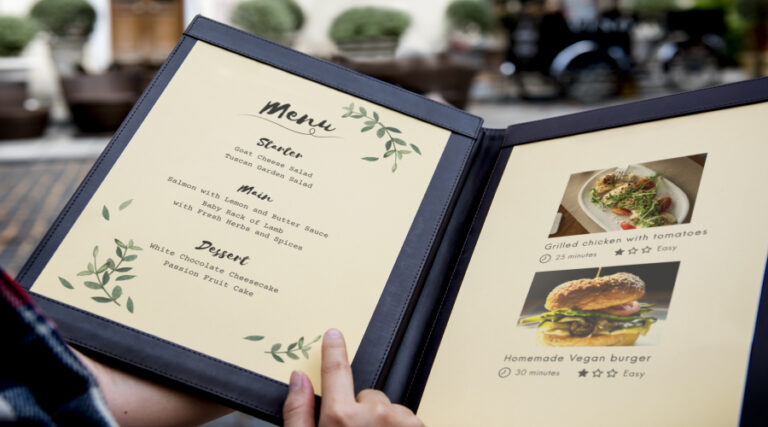 Menu
Starter
Goat Cheese Salad
Tuscan Garden Salad
Main
Salmon with Lemon and Butter Sauce
Baby Rack of Lamb
with Fresh Herbs and Spices
Dessert
White Chocolate Cheesecake
Passion Fruit Cake
Grilled chicken with tomatoes
25 minutes Easy
Homemade Vegan burger
30 minutes Easy